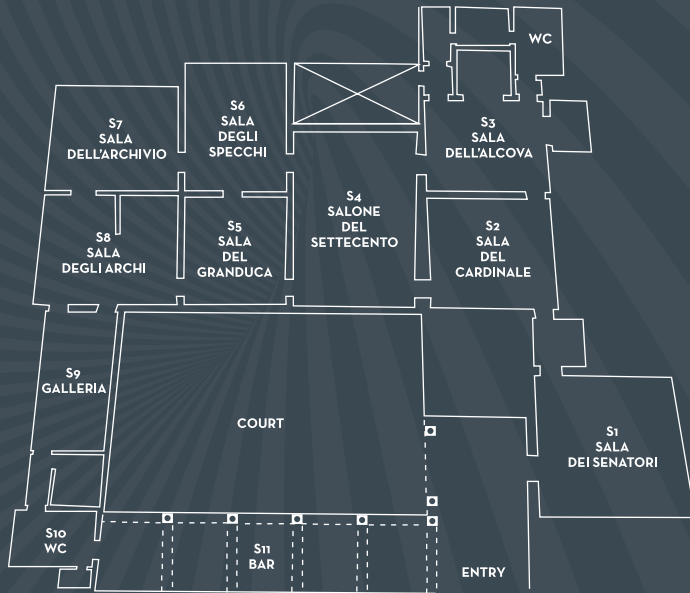 WC
S3
SALA
DELL'ALCOVA
S6
SALA
DEGLI
SPECCHI
S7
SALA
DELL'ARCHIVIO
S4
SALONE
DEL
SETTECENTO
S2
SALA
DEL
CARDINALE
S5
SALA
DEL
GRANDUCA
S8
SALA
DEGLI ARCHI
S9
GALLERIA
COURT
S1
SALA
DEI SENATORI
S10
WC
S11
BAR
ENTRY